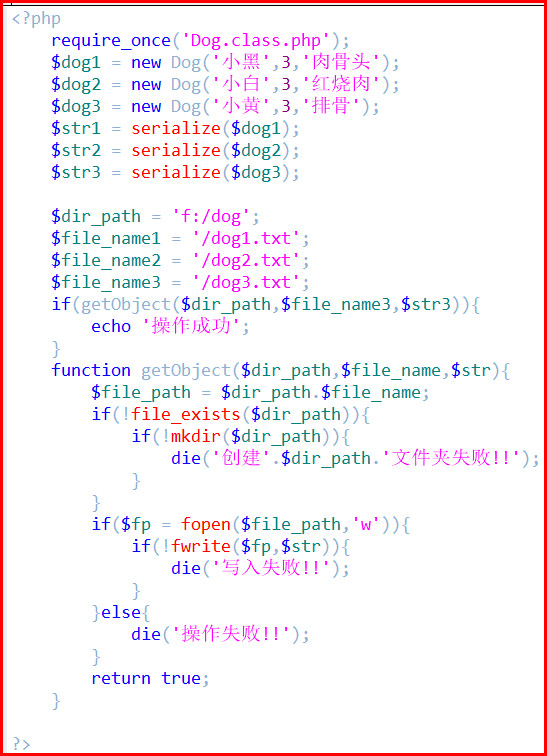 <?php
    require_once('Dog.class.php');
    $dog1 = new Dog('小黑',3,'肉骨头');
    $dog2 = new Dog('小白',3,'红烧肉');
    $dog3 = new Dog('小黄',3,'排骨');
    $str1 = serialize($dog1);
    $str2 = serialize($dog2);
    $str3 = serialize($dog3);

    $dir_path = 'f:/dog';
    $file_name1 = '/dog1.txt';
    $file_name2 = '/dog2.txt';
    $file_name3 = '/dog3.txt';
    if(getObject($dir_path,$file_name3,$str3)){
        echo '操作成功';
    }
    function getObject($dir_path,$file_name,$str){
        $file_path = $dir_path.$file_name;
        if(!file_exists($dir_path)){
            if(!mkdir($dir_path)){
                die('创建'.$dir_path.'文件夹失败!!');
            }
        }
        if($fp = fopen($file_path,'w')){
            if(!fwrite($fp,$str)){
                die('写入失败!!');
            }
        }else{
            die('操作失败!!');
        }
        return true;
    }

?>